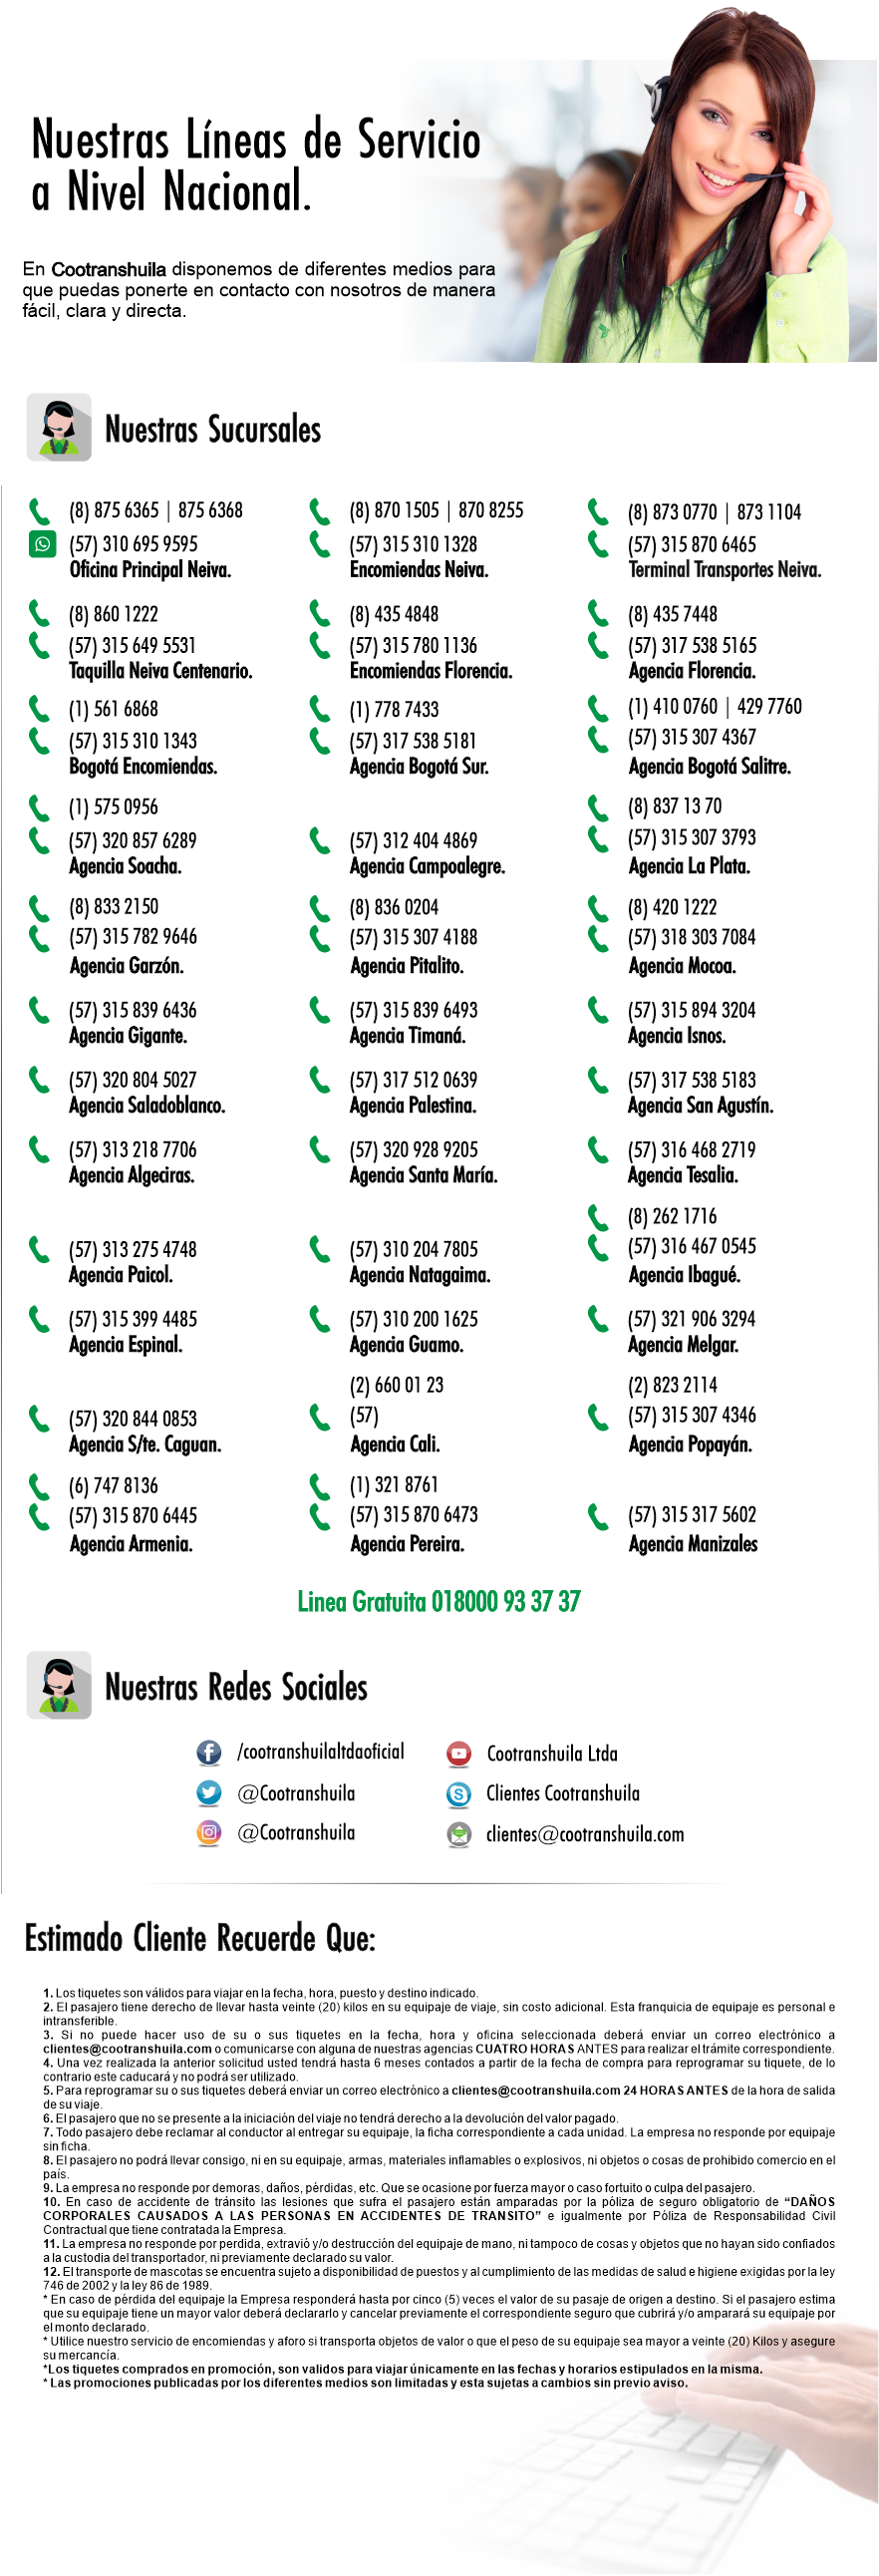 Nuestras Líneas de Servicio
a Nivel Nacional.
En Cootranshuila disponemos de diferentes medios para
que puedas ponerte en contacto con nosotros de manera
fácil, clara y directa.
Nuestras Sucursales
(8) 875 6365 | 875 6368
(57) 310 695 9595
Oficina Principal Neiva.
(8) 870 1505 | 870 8255
(57) 315 310 1328
Encomiendas Neiva.
(8) 873 0770 | 873 1104
(57) 315 870 6465
Terminal Transportes Neiva.
(8) 860 1222
(57) 315 649 5531
Taquilla Neiva Centenario.
(8) 435 4848
(57) 315 780 1136
Encomiendas Florencia.
(8) 435 7448
(57) 317 538 5165
Agencia Florencia.
(1) 561 6868
(57) 315 310 1343
Bogotá Encomiendas.
(1) 778 7433
(57) 317 538 5181
Agencia Bogotá Sur.
(1) 410 0760 | 429 7760
(57) 315 307 4367
Agencia Bogotá Salitre.
(1) 575 0956
(57) 320 857 6289
Agencia Soacha.
(57) 312 404 4869
Agencia Campoalegre.
(8) 837 13 70
(57) 315 307 3793
Agencia La Plata.
(8) 833 2150
(57) 315 782 9646
Agencia Garzón.
(8) 836 0204
(57) 315 307 4188
Agencia Pitalito.
(8) 420 1222
(57) 318 303 7084
Agencia Mocoa.
(57) 315 839 6436
Agencia Gigante.
(57) 315 839 6493
Agencia Timaná.
(57) 315 894 3204
Agencia Isnos.
(57) 320 804 5027
Agencia Saladoblanco.
(57) 317 512 0639
Agencia Palestina.
(57) 317 538 5183
Agencia San Agustín.
(57) 313 218 7706
Agencia Algeciras.
(57) 320 928 9205
Agencia Santa María.
(57) 316 468 2719
Agencia Tesalia.
(57) 313 275 4748
Agencia Paicol.
(57) 310 204 7805
Agencia Natagaima.
(8) 262 1716
(57) 316 467 0545
Agencia Ibagué.
(57) 315 399 4485
Agencia Espinal.
(57) 310 200 1625
Agencia Guamo.
(57) 321 906 3294
Agencia Melgar.
(57) 320 844 0853
Agencia S/te. Caguan.
(2) 660 01 23
(57)
Agencia Cali.
(2) 823 2114
(57) 315 307 4346
Agencia Popayán.
(6) 747 8136
(57) 315 870 6445
Agencia Armenia.
(1) 321 8761
(57) 315 870 6473
Agencia Pereira.
(57) 315 317 5602
Agencia Manizales
Linea Gratuita 018000 93 37 37
Nuestras Redes Sociales
/cootranshuilaltdaoficial
@Cootranshuila
@Cootranshuila
Cootranshuila Ltda
Clientes Cootranshuila
clientes@cootranshuila.com
Estimado Cliente Recuerde Que:
1. Los tiquetes son válidos para viajar en la fecha, hora, puesto y destino indicado.
2. El pasajero tiene derecho de llevar hasta veinte (20) kilos en su equipaje de viaje, sin costo adicional. Esta franquicia de equipaje es personal e
intransferible.
3. Si no puede hacer uso de su o sus tiquetes en la fecha, hora y oficina seleccionada deberá enviar un correo electrónico a
clientes@cootranshuila.com o comunicarse con alguna de nuestras agencias CUATRO HORAS ANTES para realizar el trámite correspondiente.
4. Una vez realizada la anterior solicitud usted tendrá hasta 6 meses contados a partir de la fecha de compra para reprogramar su tiquete, de lo
contrario este caducará y no podrá ser utilizado.
5. Para reprogramar su o sus tiquetes deberá enviar un correo electrónico a clientes@cootranshuila.com 24 HORAS ANTES de la hora de salida
de su viaje.
6. El pasajero que no se presente a la iniciación del viaje no tendrá derecho a la devolución del valor pagado.
7. Todo pasajero debe reclamar al conductor al entregar su equipaje, la ficha correspondiente a cada unidad. La empresa no responde por equipaje
sin ficha.
8. El pasajero no podrá llevar consigo, ni en su equipaje, armas, materiales inflamables o explosivos, ni objetos o cosas de prohibido comercio en el
país.
9. La empresa no responde por demoras, daños, pérdidas, etc. Que se ocasione por fuerza mayor o caso fortuito o culpa del pasajero.
10. En caso de accidente de tránsito las lesiones que sufra el pasajero están amparadas por la póliza de seguro obligatorio de “DAÑOS
CORPORALES CAUSADOS A LAS PERSONAS EN ACCIDENTES DE TRANSITO” e igualmente por Póliza de Responsabilidad Civil
Contractual que tiene contratada la Empresa.
11. La empresa no responde por perdida, extravió y/o destrucción del equipaje de mano, ni tampoco de cosas y objetos que no hayan sido confiados
a la custodia del transportador, ni previamente declarado su valor.
12. El transporte de mascotas se encuentra sujeto a disponibilidad de puestos y al cumplimiento de las medidas de salud e higiene exigidas por la ley
746 de 2002 y la ley 86 de 1989.
* En caso de pérdida del equipaje la Empresa responderá hasta por cinco (5) veces el valor de su pasaje de origen a destino. Si el pasajero estima
que su equipaje tiene un mayor valor deberá declararlo y cancelar previamente el correspondiente seguro que cubrirá y/o amparará su equipaje por
el monto declarado.
* Utilice nuestro servicio de encomiendas y aforo si transporta objetos de valor o que el peso de su equipaje sea mayor a veinte (20) Kilos y asegure
su mercancía.
*Los tiquetes comprados en promoción, son validos para viajar únicamente en las fechas y horarios estipulados en la misma.
* Las promociones publicadas por los diferentes medios son limitadas y esta sujetas a cambios sin previo aviso.